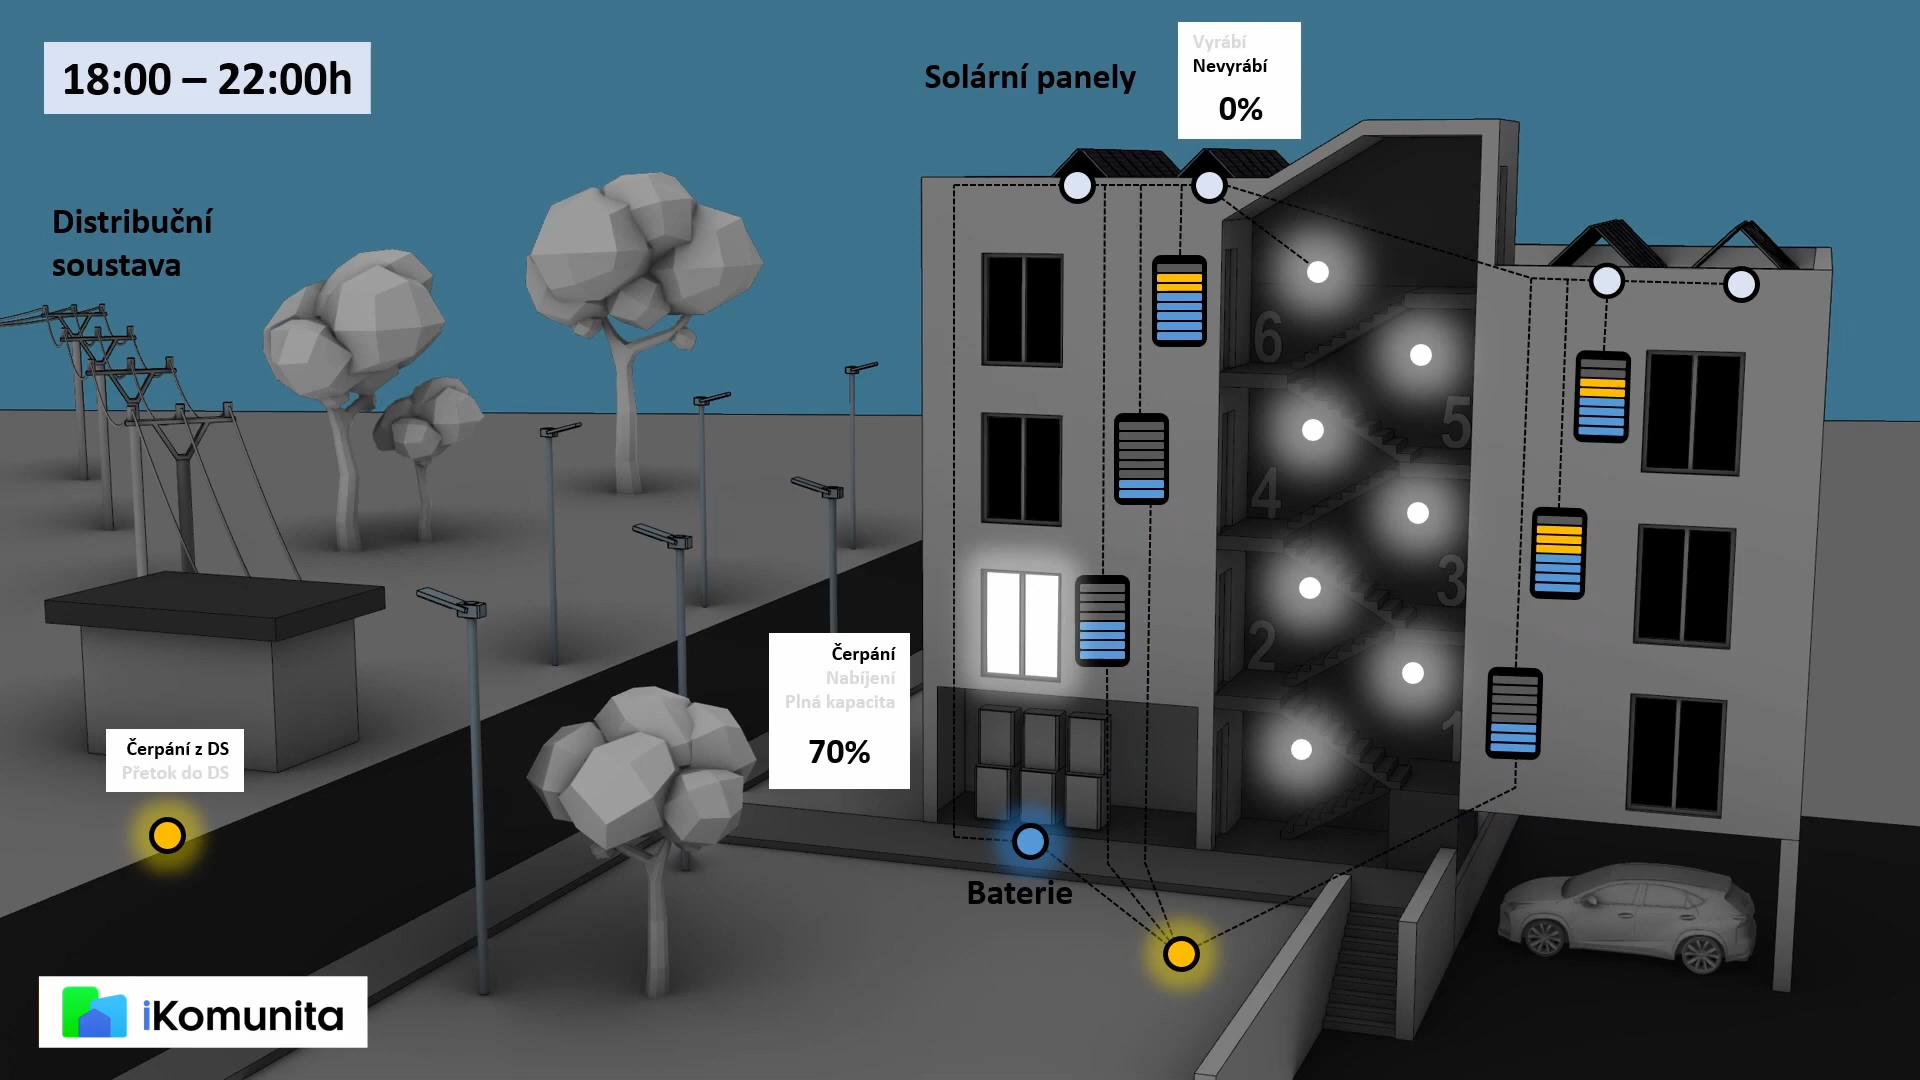 18:00 – 22:00h
Solární panely
Vyrábí
Nevyrábí
0%
Distribuční
soustava
6
5
4
3
2
1
Čerpání
Nabíjení
Plná kapacita
70%
Čerpání z DS
Přetok do DS
Baterie
iKomunita